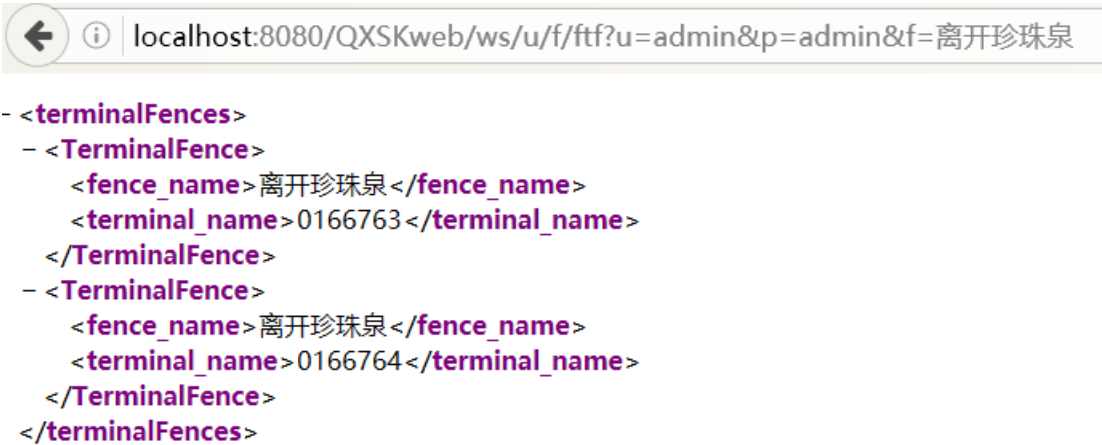 localhost:8080/QXSKweb/ws/u/f/ftf?u=admin&p=admin&f=离开珍珠泉
- <terminalFences>
- <TerminalFence>
<fence_name>离开珍珠泉</fence_name>
<terminal_name>0166763</terminal_name>
</TerminalFence>
- <TerminalFence>
<fence_name>离开珍珠泉</fence_name>
<terminal_name>0166764</terminal_name>
</TerminalFence>
</terminalFences>